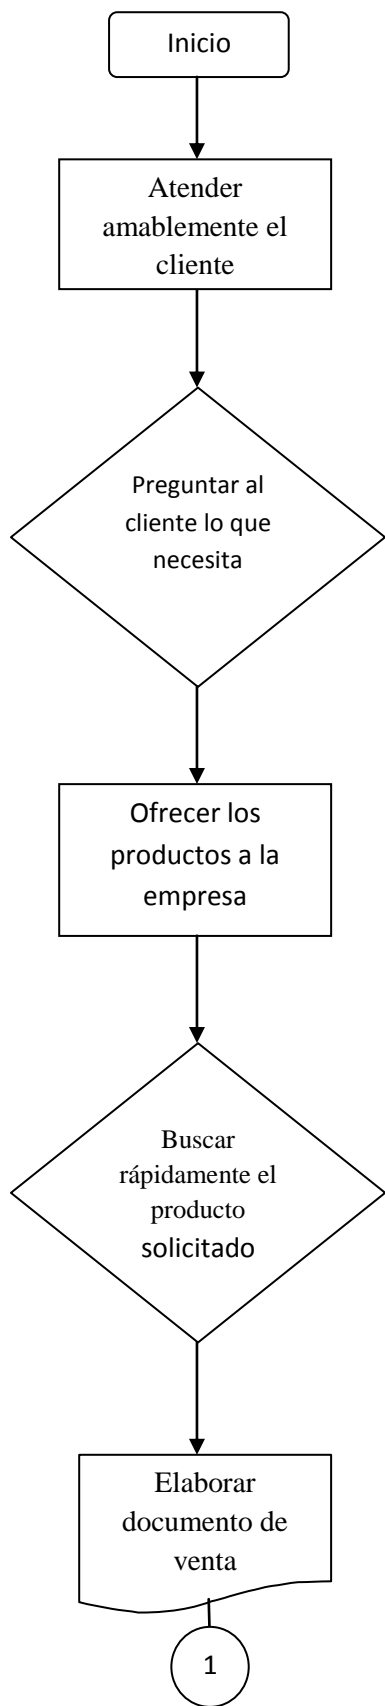 Inicio
Atender
amablemente el
cliente
Preguntar al
cliente lo que
necesita
Ofrecer los
productos a la
empresa
Buscar
rápidamente el
producto
solicitado
Elaborar
documento de
venta
1